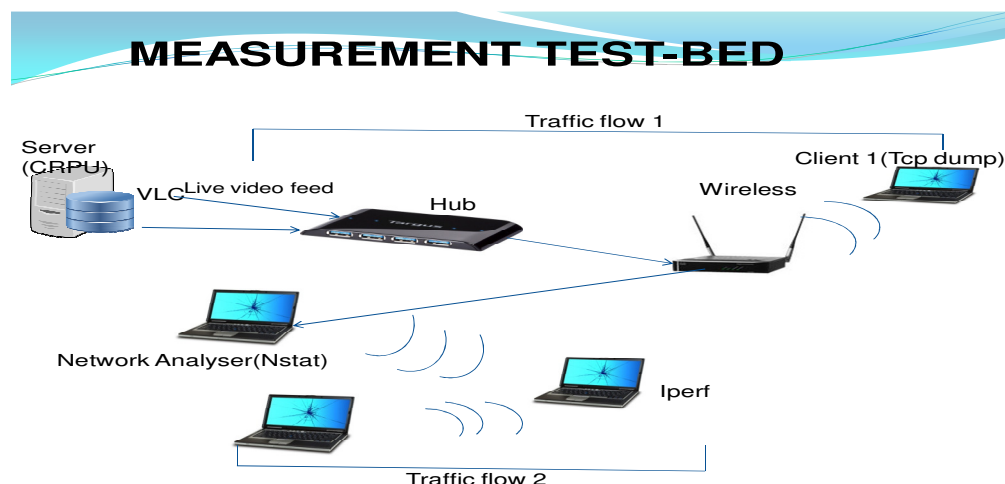 MEASUREMENT TEST-BED
Traffic flow 1
Server
(CRPU)
Client 1(Tcp dump)
VLC
Live video feed
Wireless
Hub
Targus
Network Analyser(Nstat)
Iperf
Traffic flow 2